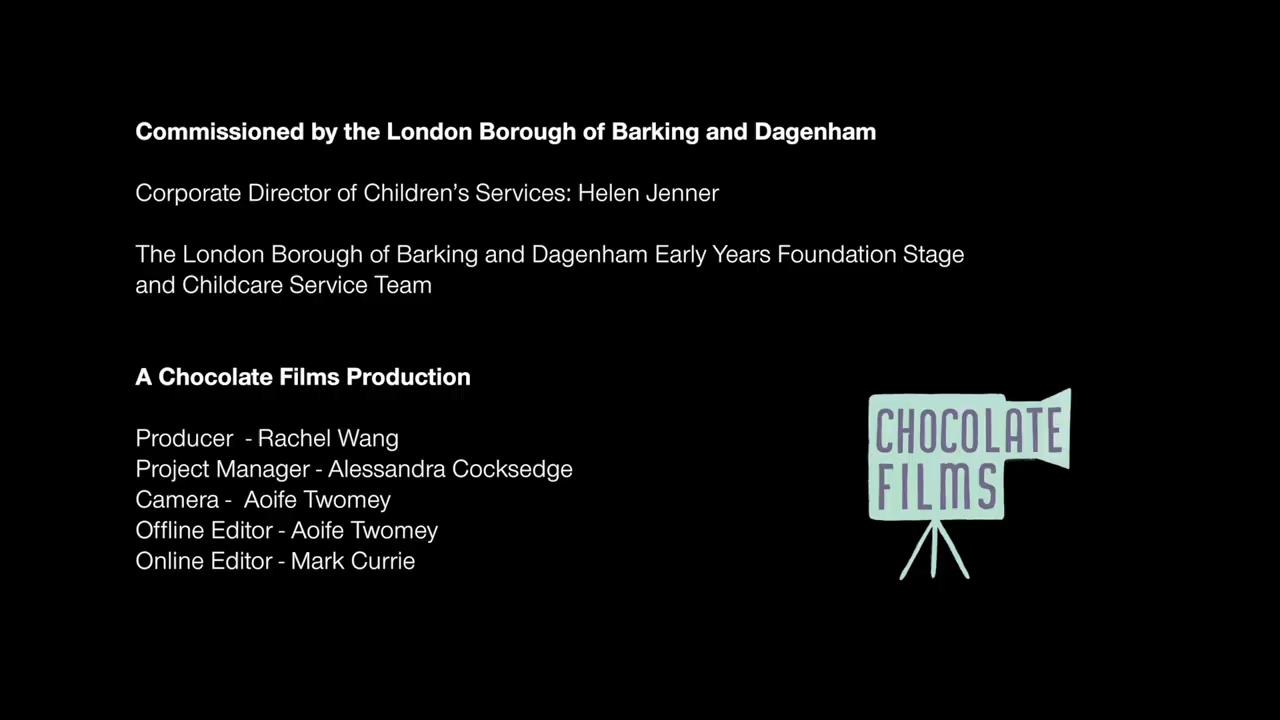 Commissioned by the London Borough of Barking and Dagenham
Corporate Director of Children’s Services: Helen Jenner
The London Borough of Barking and Dagenham Early Years Foundation Stage
and Childcare Service Team
A Chocolate Films Production
Producer  - Rachel Wang
Project Manager - Alessandra Cocksedge
Camera -  Aoife Twomey
Offline Editor - Aoife Twomey
Online Editor - Mark Currie
CHOCOLATE
FILMS